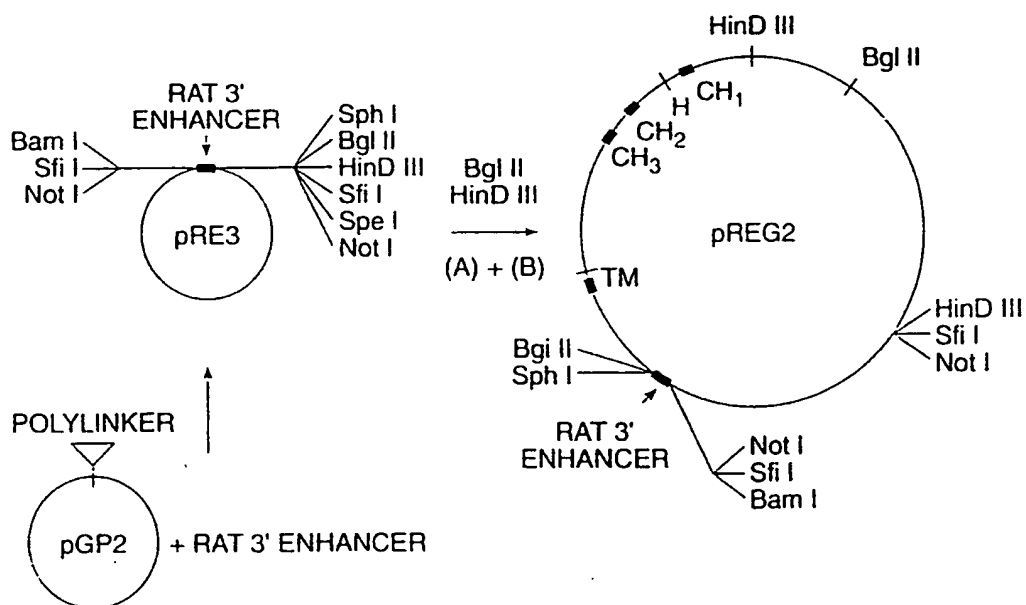 RAT 3'
ENHANCER
Bam I
Sfi I
Not I
Sph I
Bgl II
HinD III
Sfi I
Spe I
Not I
pRE3
Bgl II
HinD III
(A) + (B)
HinD III
Bgl II
CH1
H
CH2
CH3
pREG2
TM
HinD III
Sfi I
Not I
Bgi II
Sph I
RAT 3'
ENHANCER
Not I
Sfi I
Bam I
POLYLINKER
pGP2
+ RAT 3' ENHANCER